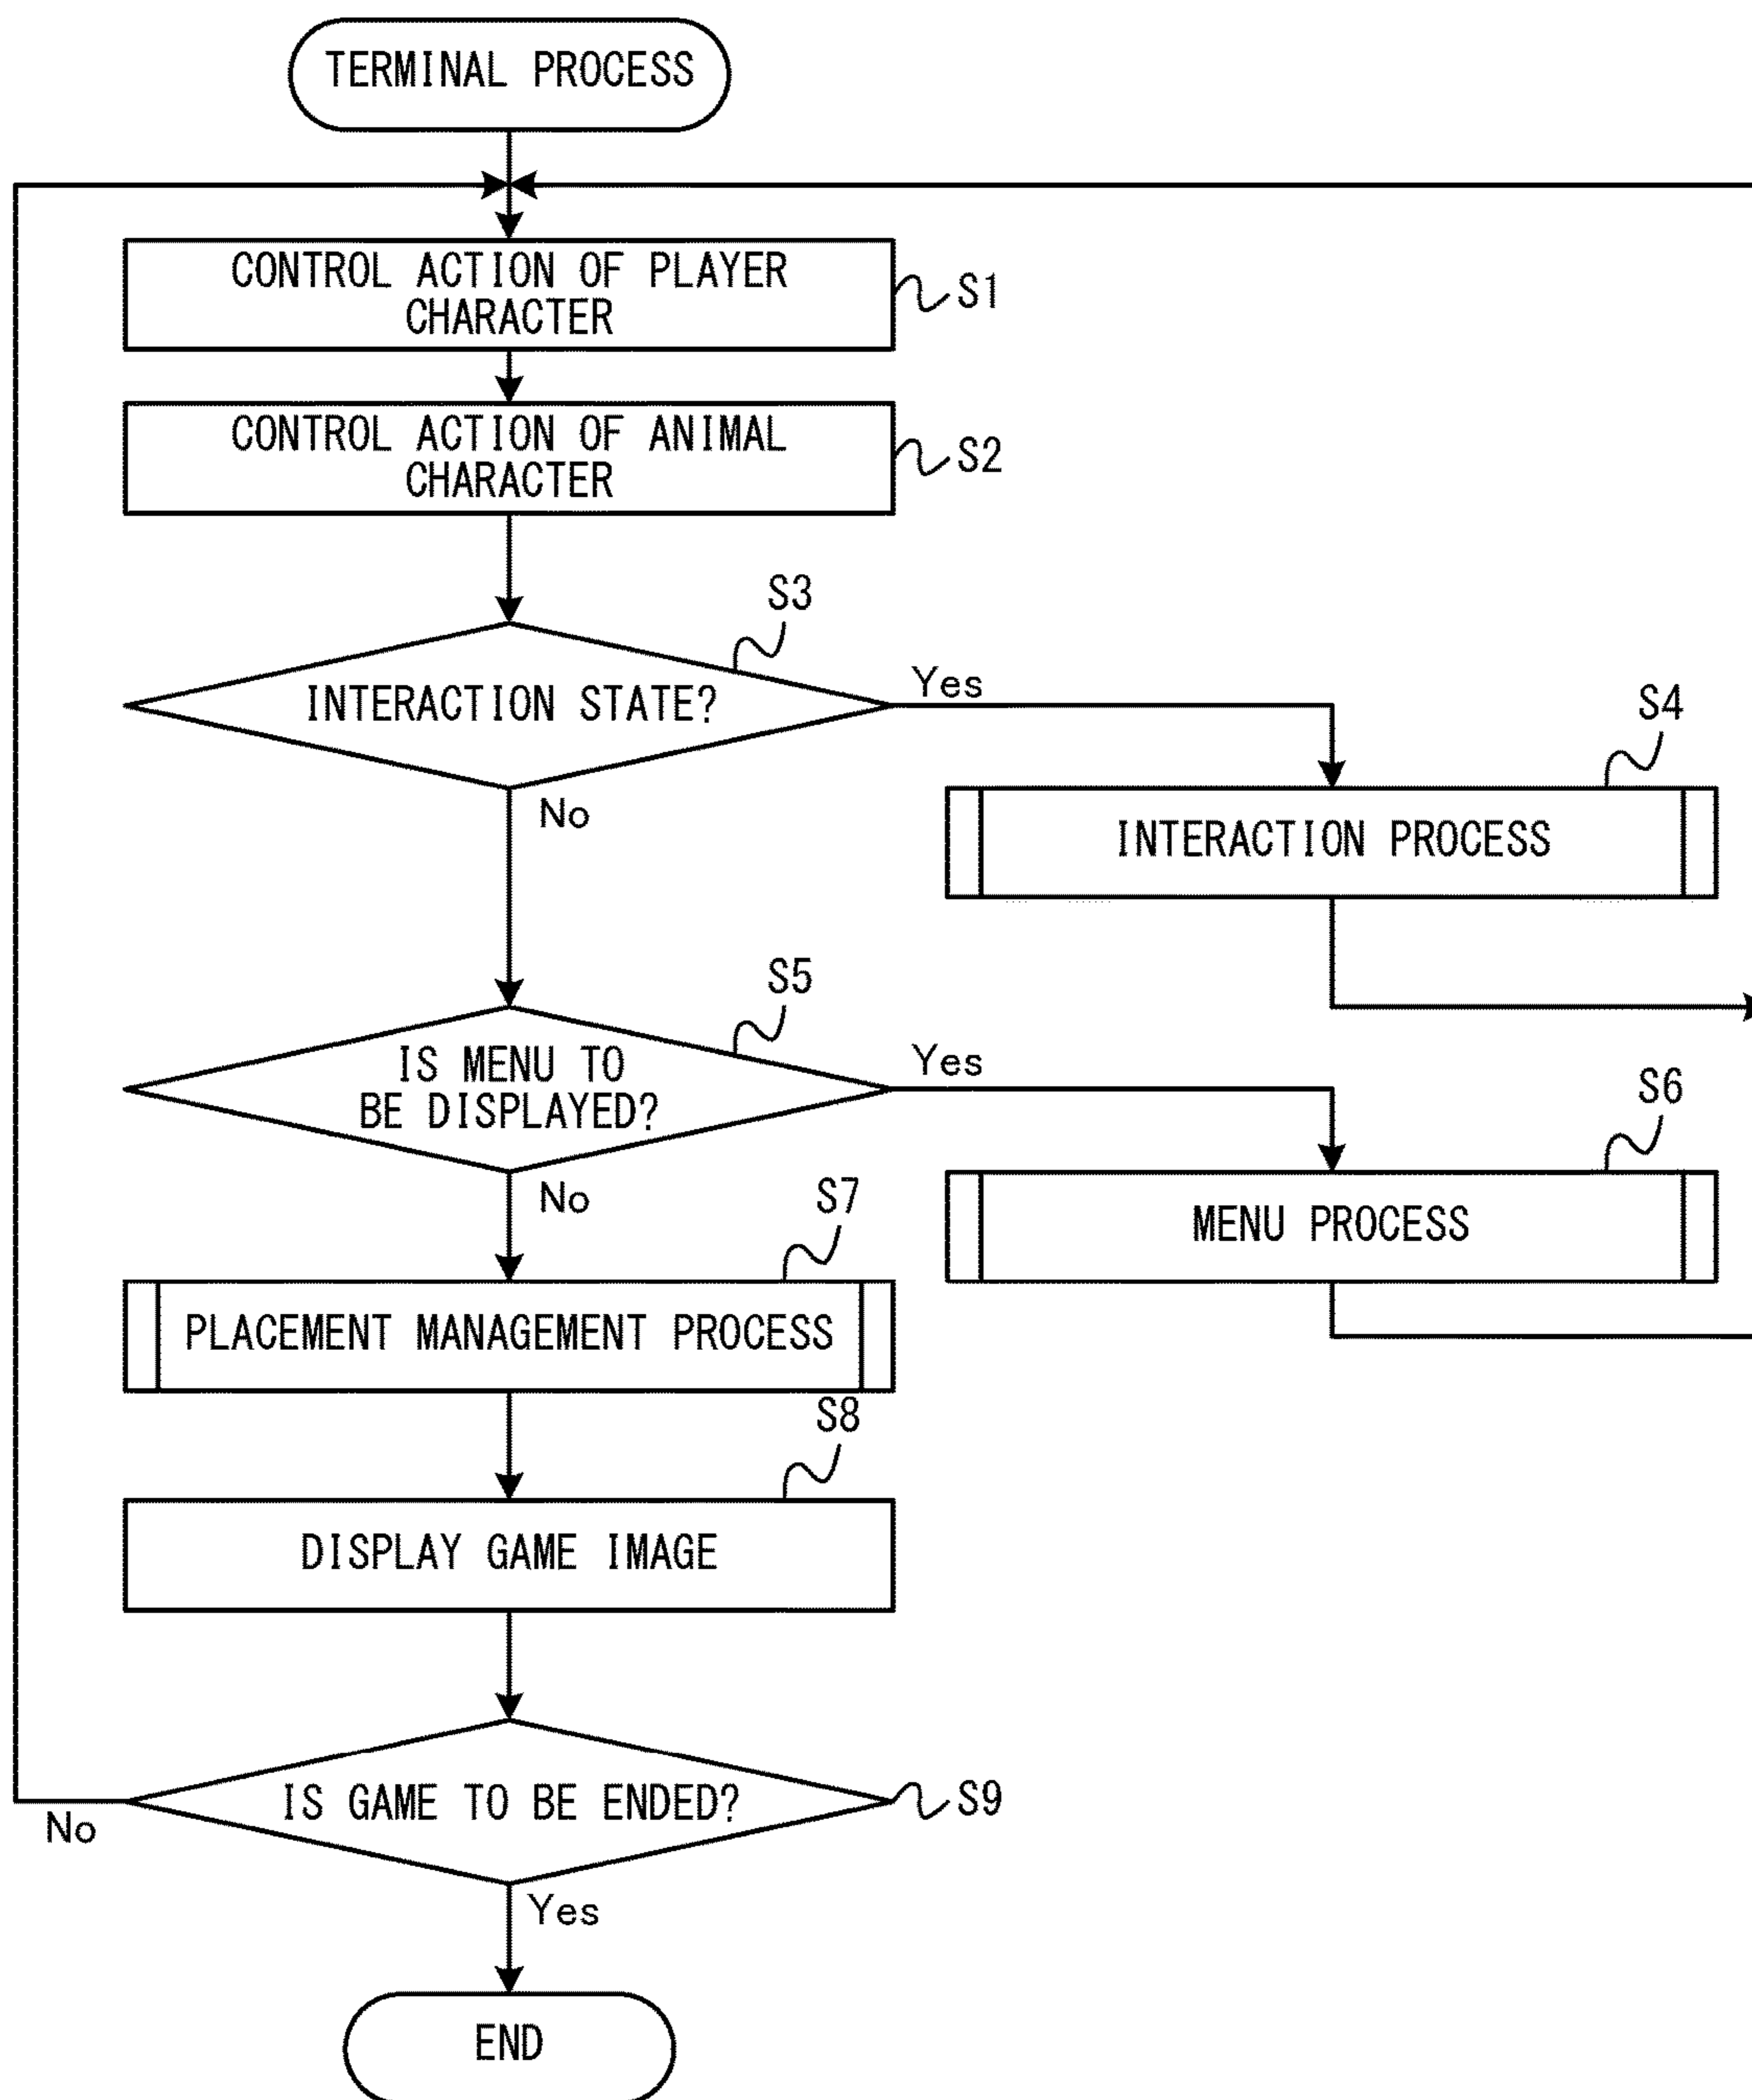 TERMINAL PROCESS
CONTROL ACTION OF PLAYER
CHARACTER
S1
CONTROL ACTION OF ANIMAL
CHARACTER
S2
S3
INTERACTION STATE?
Yes
No
S4
INTERACTION PROCESS
S5
IS MENU TO
BE DISPLAYED?
Yes
No
S6
MENU PROCESS
S7
PLACEMENT MANAGEMENT PROCESS
S8
DISPLAY GAME IMAGE
IS GAME TO BE ENDED?
S9
No
Yes
END